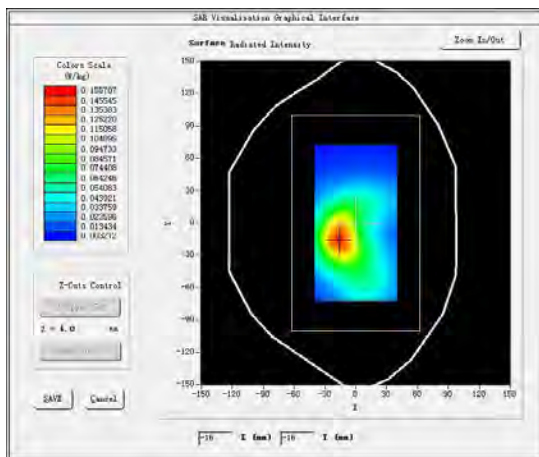 SAR Visualisation Graphical Interface
Surface Radiated Intensity
Zoom In/Out
Colors Scale
(W/kg)
0.155707
0.145545
0.135383
0.125220
0.115058
0.104896
0.094733
0.084571
0.074408
0.064246
0.054083
0.043921
0.033759
0.023596
0.013434
0.003272
150
120
90
60
30
0
-30
-60
-90
-120
-150
Y
-150 -120 -90 -60 -30 0 30 60 90 120 150
X
Z-Cuts Control
Z = 4.0 mm
SAVE Cancel
-16 X (mm) -16 Y (mm)